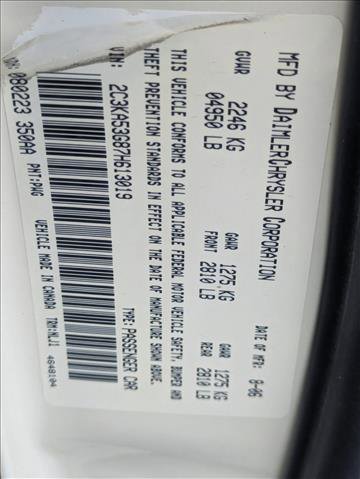 MFD BY DAIMLERCHRYSLER CORPORATION
DATE OF MFR: 8-06
GVWR
2246 KG
04950 LB
GAWR FRONT
1275 KG
2810 LB
GAWR REAR
1275 KG
2810 LB
THIS VEHICLE CONFORMS TO ALL APPLICABLE FEDERAL MOTOR VEHICLE SAFETY, BUMPER AND
THEFT PREVENTION STANDARDS IN EFFECT ON THE DATE OF MANUFACTURE SHOWN ABOVE.
VIN: 2C3KA53G87H613019
TYPE: PASSENGER CAR
080223 350AA PNT: PWG
VEHICLE MADE IN CANADA TRM: NLJ1 4648104